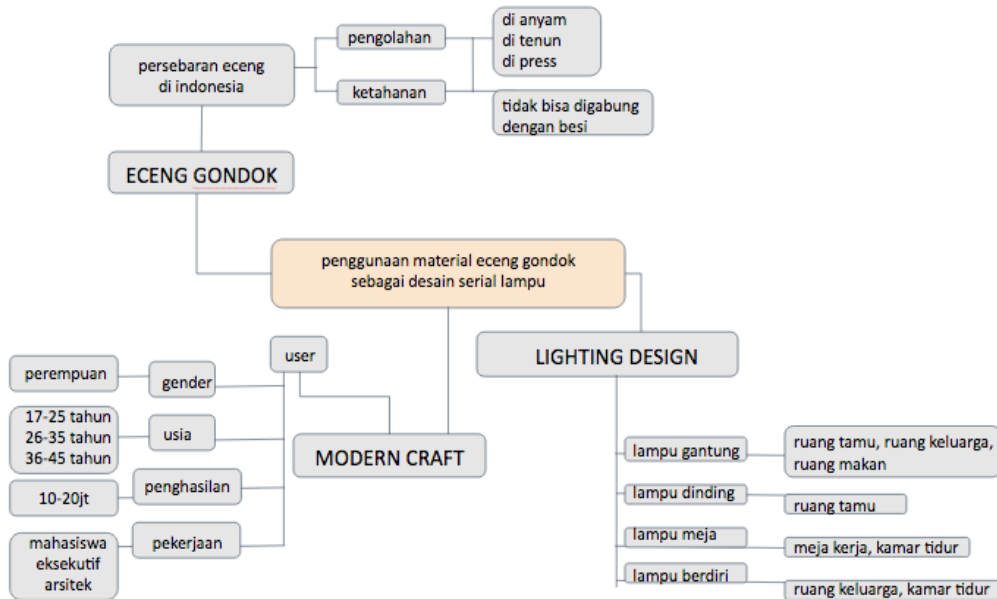 persebaran eceng
di indonesia
pengolahan
ketahanan
di anyam
di tenun
di press
tidak bisa digabung
dengan besi
ECENG GONDOK
penggunaan material eceng gondok
sebagai desain serial lampu
user
perempuan
gender
17-25 tahun
26-35 tahun
36-45 tahun
usia
10-20jt
penghasilan
mahasiswa
eksekutif
arsitek
pekerjaan
MODERN CRAFT
LIGHTING DESIGN
lampu gantung
ruang tamu, ruang keluarga,
ruang makan
lampu dinding
ruang tamu
lampu meja
meja kerja, kamar tidur
lampu berdiri
ruang keluarga, kamar tidur